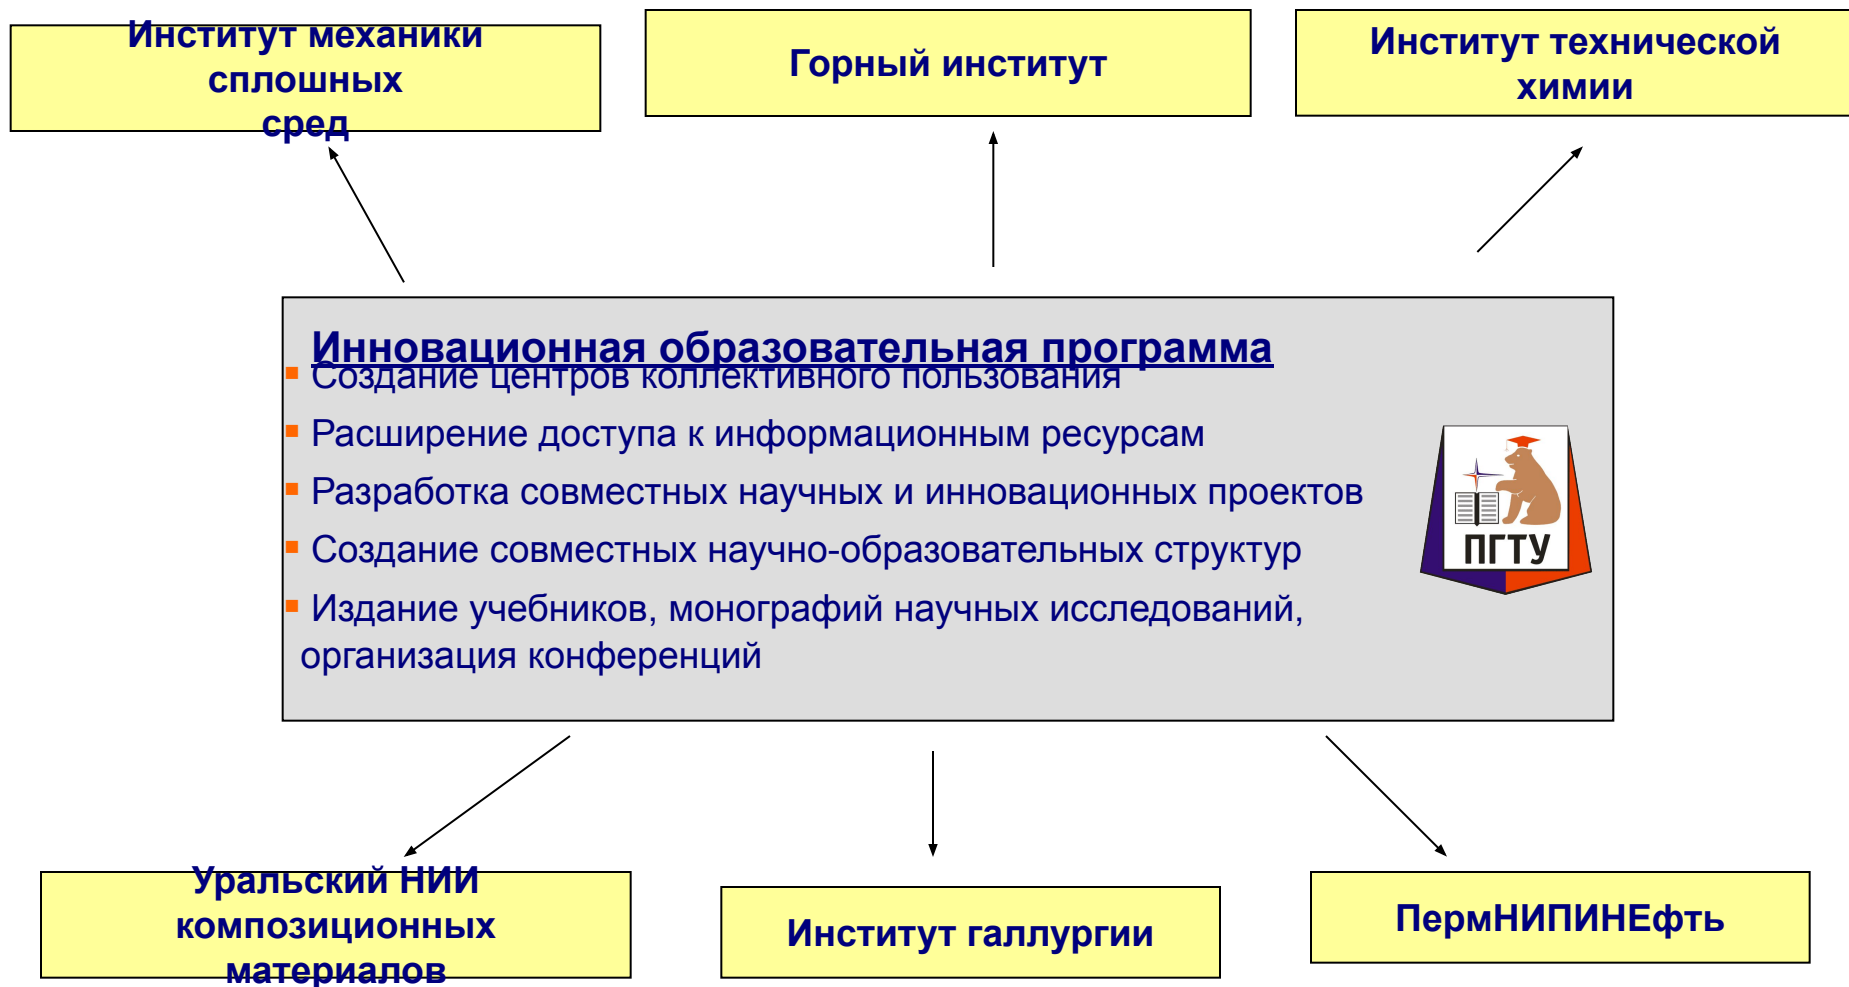 Институт механики
сплошных
сред
Горный институт
Институт технической
химии
Инновационная образовательная программа
Создание центров коллективного пользования
Расширение доступа к информационным ресурсам
Разработка совместных научных и инновационных проектов
Создание совместных научно-образовательных структур
Издание учебников, монографий научных исследований,
организация конференций
ПГТУ
Уральский НИИ
композиционных
материалов
Институт галлургии
ПермНИПИНЕфть